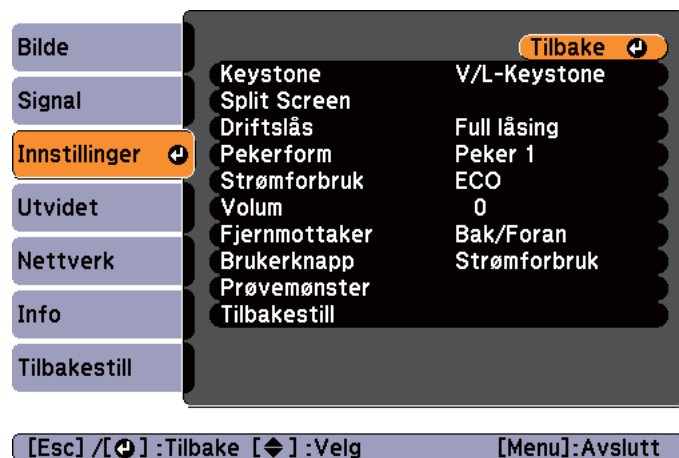 Bilde
Signal
Innstillinger
Utvidet
Nettverk
Info
Tilbakestill
Tilbake
Keystone V/L-Keystone
Split Screen
Driftslås Full låsing
Pekerform Peker 1
Strømforbruk ECO
Volum 0
Fjernmottaker Bak/Foran
Brukerknapp Strømforbruk
Prøvemønster
Tilbakestill
[Esc] /[ ] :Tilbake [ ] :Velg [Menu]:Avslutt